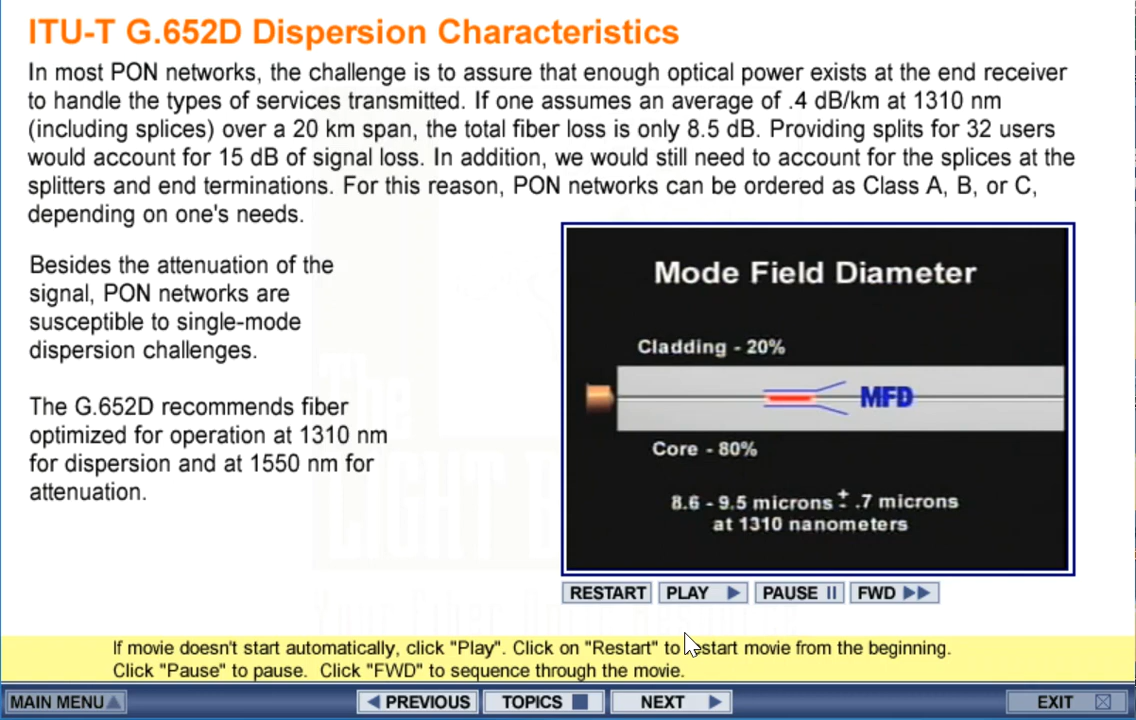 ITU-T G.652D Dispersion Characteristics
In most PON networks, the challenge is to assure that enough optical power exists at the end receiver
to handle the types of services transmitted. If one assumes an average of .4 dB/km at 1310 nm
(including splices) over a 20 km span, the total fiber loss is only 8.5 dB. Providing splits for 32 users
would account for 15 dB of signal loss. In addition, we would still need to account for the splices at the
splitters and end terminations. For this reason, PON networks can be ordered as Class A, B, or C,
depending on one's needs.
Besides the attenuation of the
signal, PON networks are
susceptible to single-mode
dispersion challenges.
The G.652D recommends fiber
optimized for operation at 1310 nm
for dispersion and at 1550 nm for
attenuation.
Mode Field Diameter
Cladding - 20%
MFD
Core - 80%
8.6 - 9.5 microns ± .7 microns
at 1310 nanometers
RESTART PLAY PAUSE FWD
If movie doesn't start automatically, click "Play". Click on "Restart" to restart movie from the beginning.
Click "Pause" to pause. Click "FWD" to sequence through the movie.
MAIN MENU PREVIOUS TOPICS NEXT EXIT